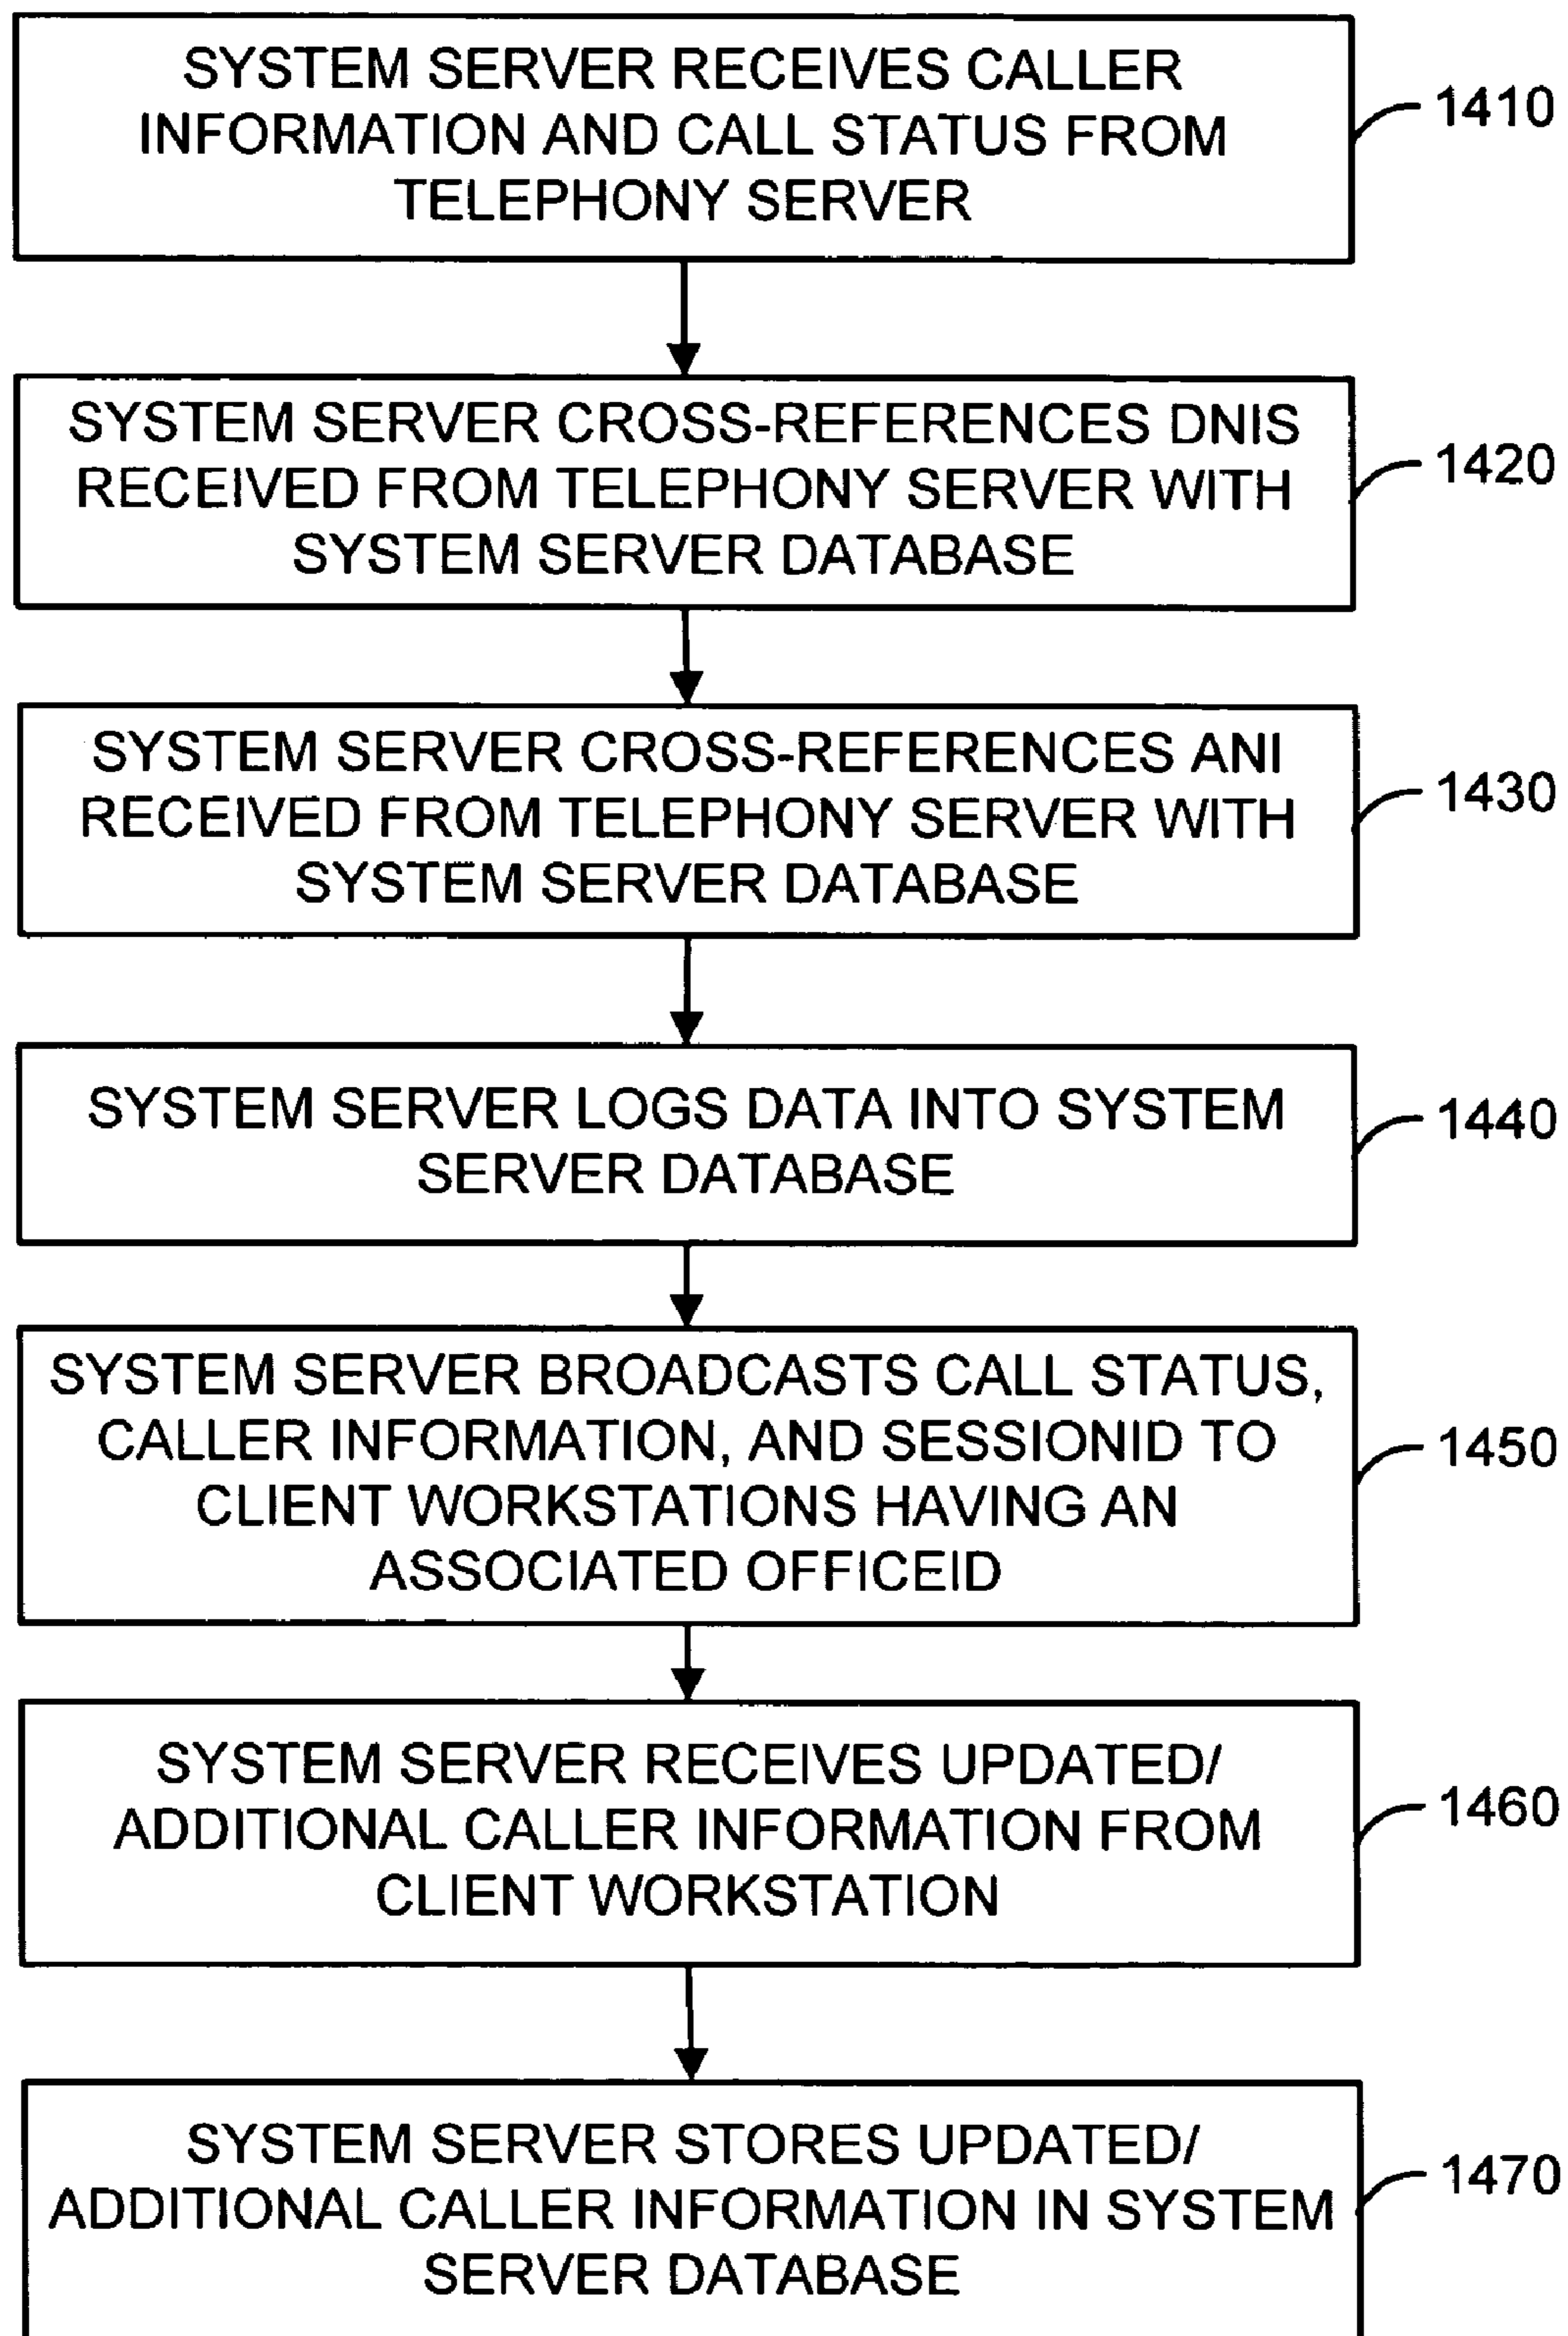 SYSTEM SERVER RECEIVES CALLER
INFORMATION AND CALL STATUS FROM
TELEPHONY SERVER
1410
SYSTEM SERVER CROSS-REFERENCES DNIS
RECEIVED FROM TELEPHONY SERVER WITH
SYSTEM SERVER DATABASE
1420
SYSTEM SERVER CROSS-REFERENCES ANI
RECEIVED FROM TELEPHONY SERVER WITH
SYSTEM SERVER DATABASE
1430
SYSTEM SERVER LOGS DATA INTO SYSTEM
SERVER DATABASE
1440
SYSTEM SERVER BROADCASTS CALL STATUS,
CALLER INFORMATION, AND SESSIONID TO
CLIENT WORKSTATIONS HAVING AN
ASSOCIATED OFFICEID
1450
SYSTEM SERVER RECEIVES UPDATED/
ADDITIONAL CALLER INFORMATION FROM
CLIENT WORKSTATION
1460
SYSTEM SERVER STORES UPDATED/
ADDITIONAL CALLER INFORMATION IN SYSTEM
SERVER DATABASE
1470